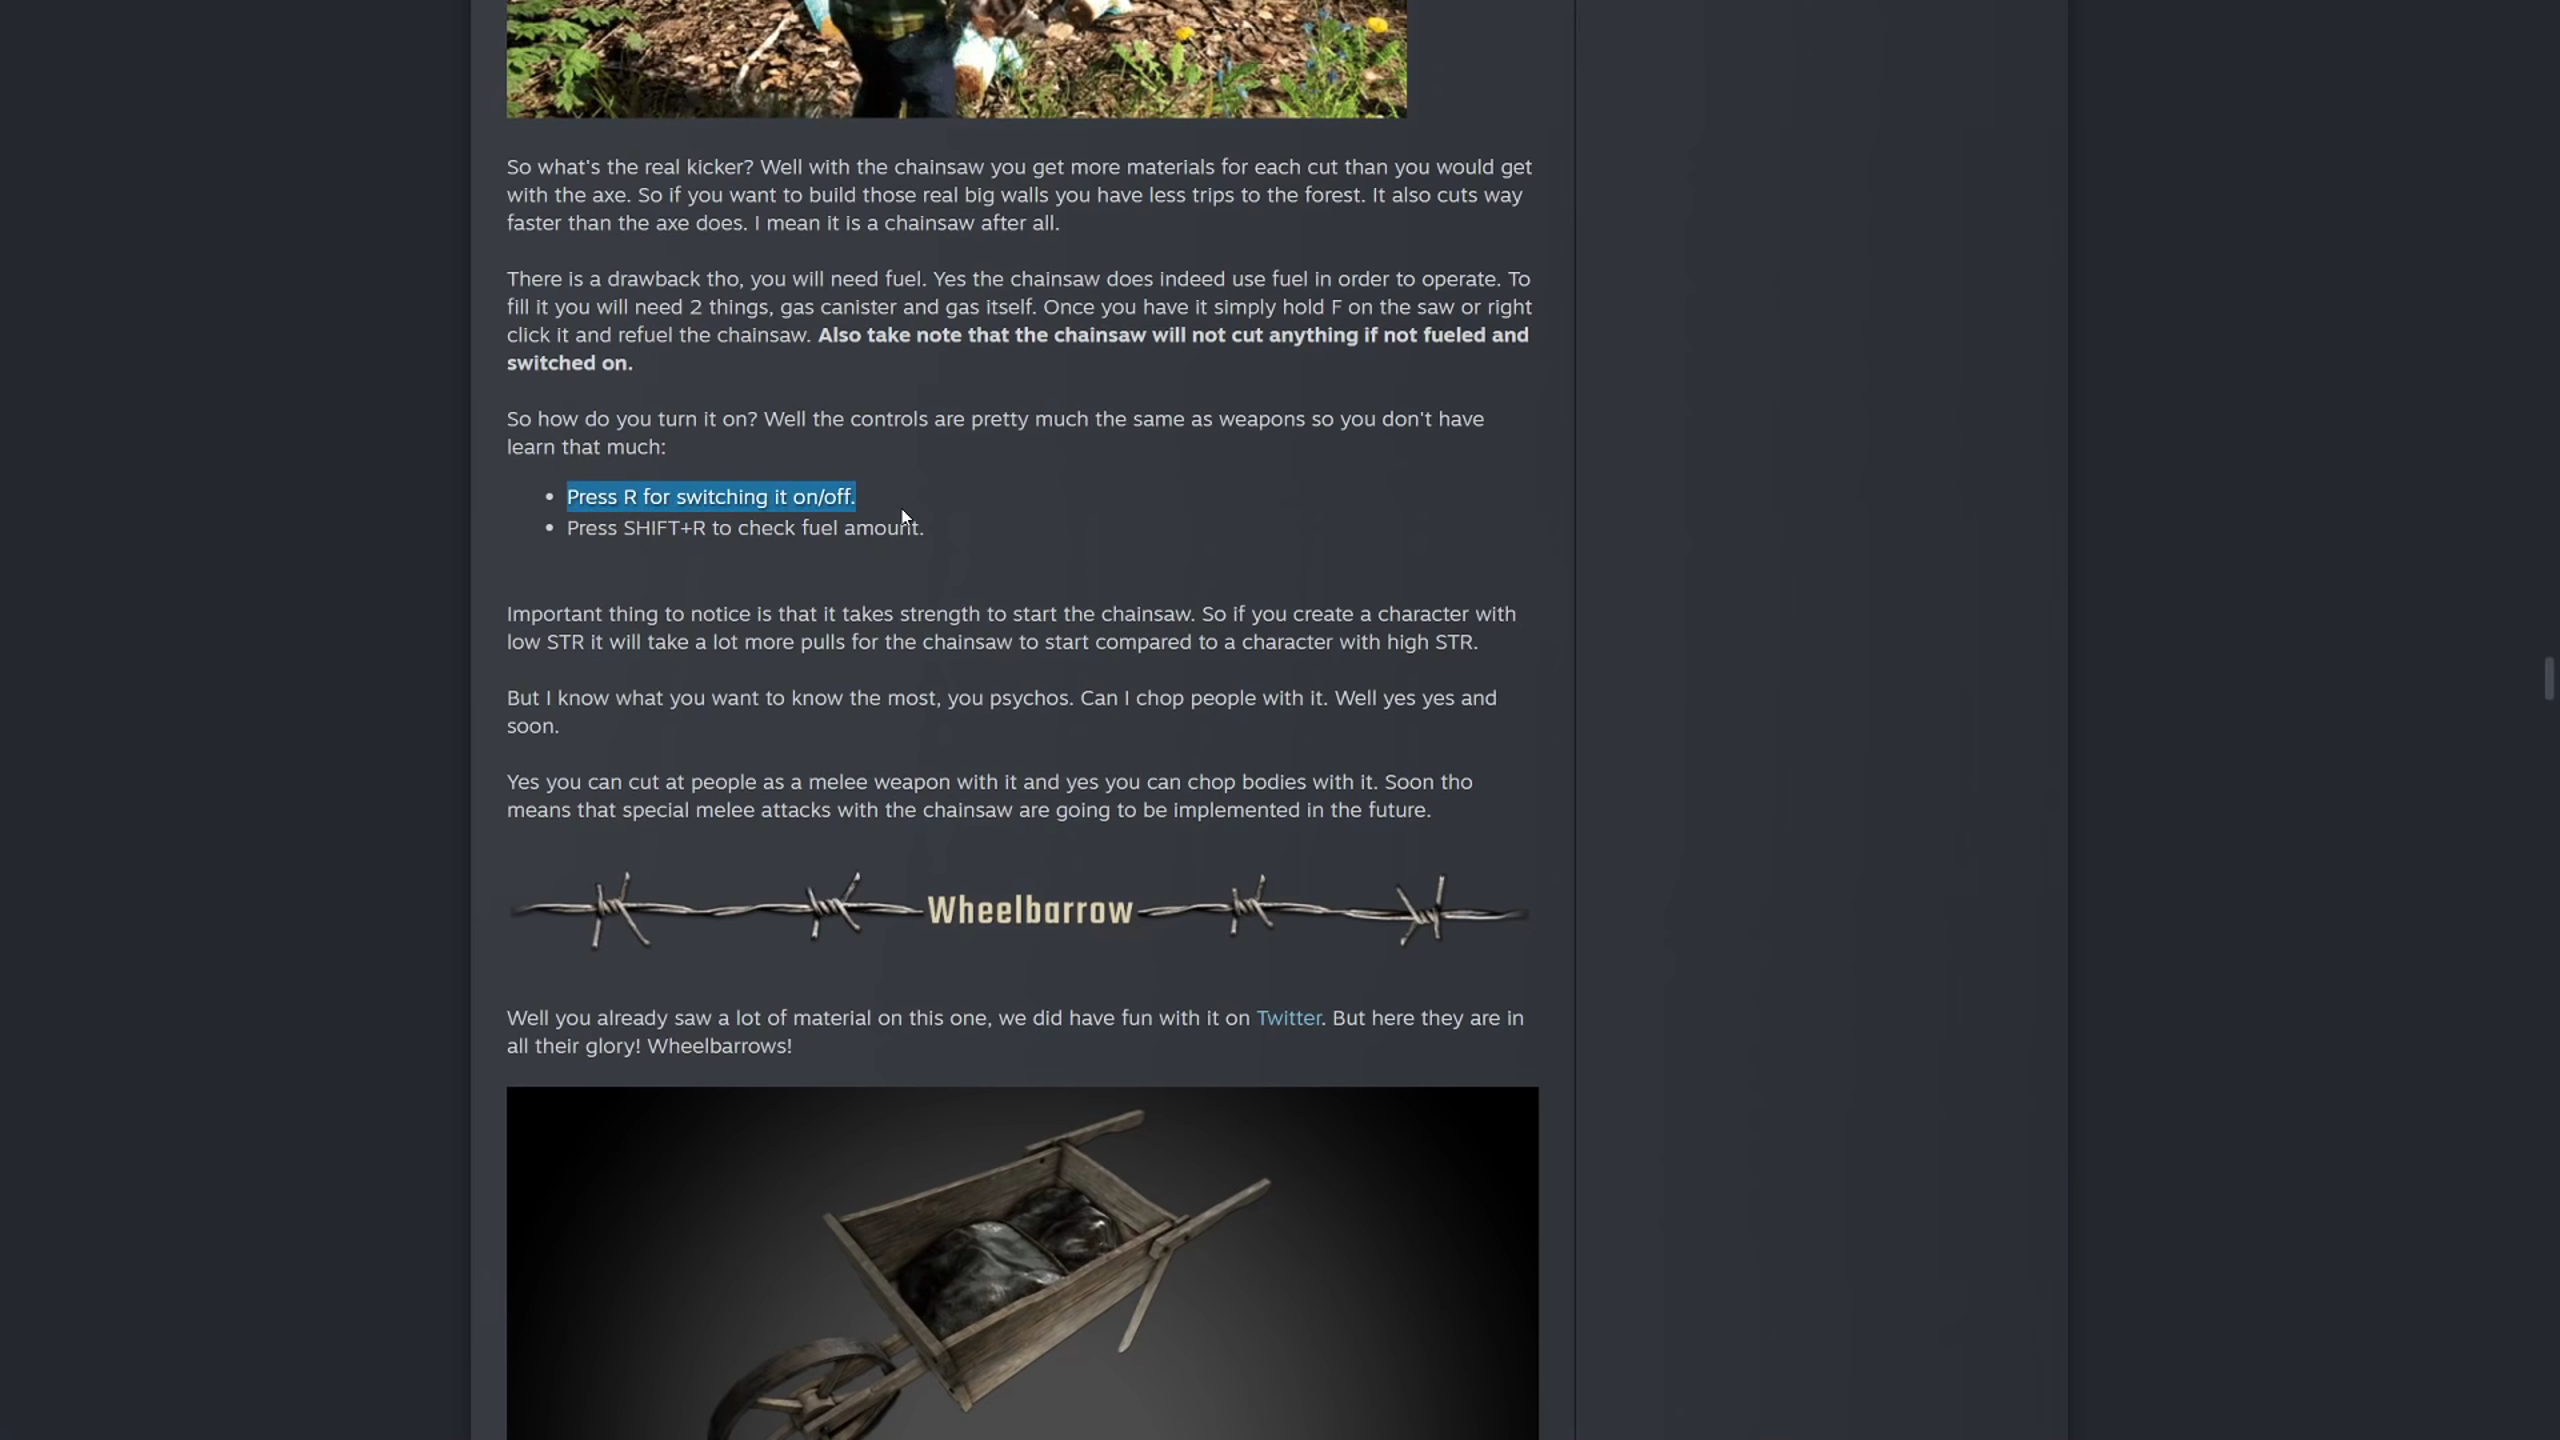 So what's the real kicker? Well with the chainsaw you get more materials for each cut than you would get
with the axe. So if you want to build those real big walls you have less trips to the forest. It also cuts way
faster than the axe does. I mean it is a chainsaw after all.
There is a drawback tho, you will need fuel. Yes the chainsaw does indeed use fuel in order to operate. To
fill it you will need 2 things, gas canister and gas itself. Once you have it simply hold F on the saw or right
click it and refuel the chainsaw. Also take note that the chainsaw will not cut anything if not fueled and
switched on.
So how do you turn it on? Well the controls are pretty much the same as weapons so you don't have
learn that much:
• Press R for switching it on/off.
• Press SHIFT+R to check fuel amount.
Important thing to notice is that it takes strength to start the chainsaw. So if you create a character with
low STR it will take a lot more pulls for the chainsaw to start compared to a character with high STR.
But I know what you want to know the most, you psychos. Can I chop people with it. Well yes yes and
soon.
Yes you can cut at people as a melee weapon with it and yes you can chop bodies with it. Soon tho
means that special melee attacks with the chainsaw are going to be implemented in the future.
Wheelbarrow
Well you already saw a lot of material on this one, we did have fun with it on Twitter. But here they are in
all their glory! Wheelbarrows!